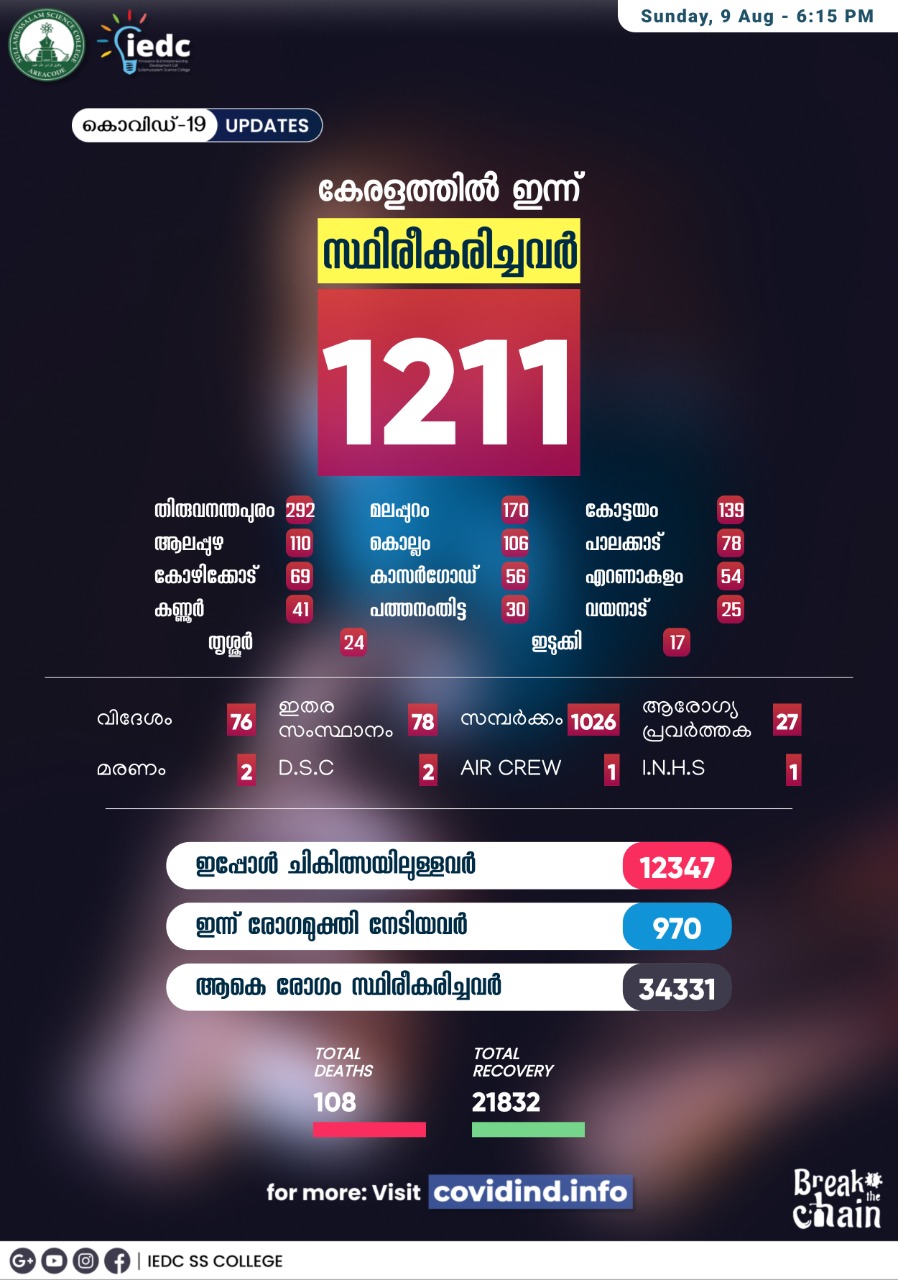 Sunday, 9 Aug - 6:15 PM
SULLAMUSSALAM SCIENCE COLLEGE
AREACODE
iedc
കൊവിഡ്-19 UPDATES
കേരളത്തിൽ ഇന്ന്
സ്ഥിരീകരിച്ചവർ
1211
തിരുവനന്തപുരം 292 മലപ്പുറം 170 കോട്ടയം 139
ആലപ്പുഴ 110 കൊല്ലം 106 പാലക്കാട് 78
കോഴിക്കോട് 69 കാസർഗോഡ് 56 എറണാകുളം 54
കണ്ണൂർ 41 പത്തനംതിട്ട 30 വയനാട് 25
തൃശ്ശൂർ 24 ഇടുക്കി 17
വിദേശം 76 ഇതര സംസ്ഥാനം 78 സമ്പർക്കം 1026 ആരോഗ്യ പ്രവർത്തക 27
മരണം 2 D.S.C 2 AIR CREW 1 I.N.H.S 1
ഇപ്പോൾ ചികിത്സയിലുള്ളവർ 12347
ഇന്ന് രോഗമുക്തി നേടിയവർ 970
ആകെ രോഗം സ്ഥിരീകരിച്ചവർ 34331
TOTAL DEATHS
108
TOTAL RECOVERY
21832
for more: Visit covidind.info
Break the chain
IEDC SS COLLEGE